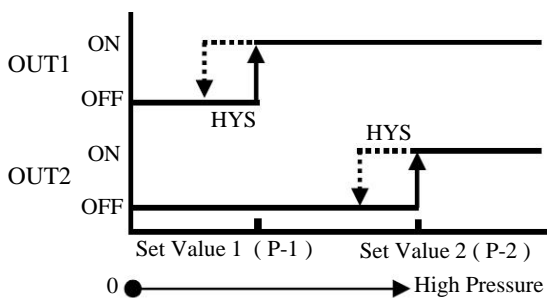 ON
OUT1
OFF
HYS
HYS
ON
OUT2
OFF
Set Value 1 ( P-1 ) Set Value 2 ( P-2 )
0 High Pressure